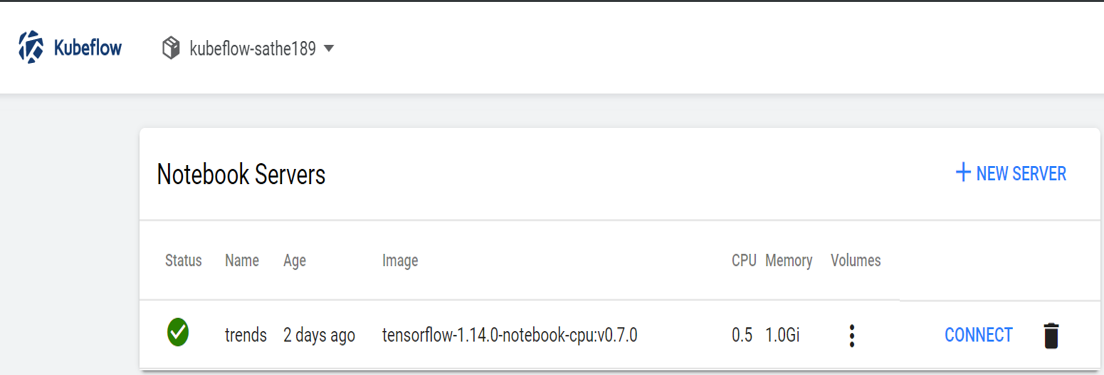 Kubeflow kubeflow-sathe189
Notebook Servers + NEW SERVER
Status Name Age Image CPU Memory Volumes
trends 2 days ago tensorflow-1.14.0-notebook-cpu:v0.7.0 0.5 1.0Gi CONNECT